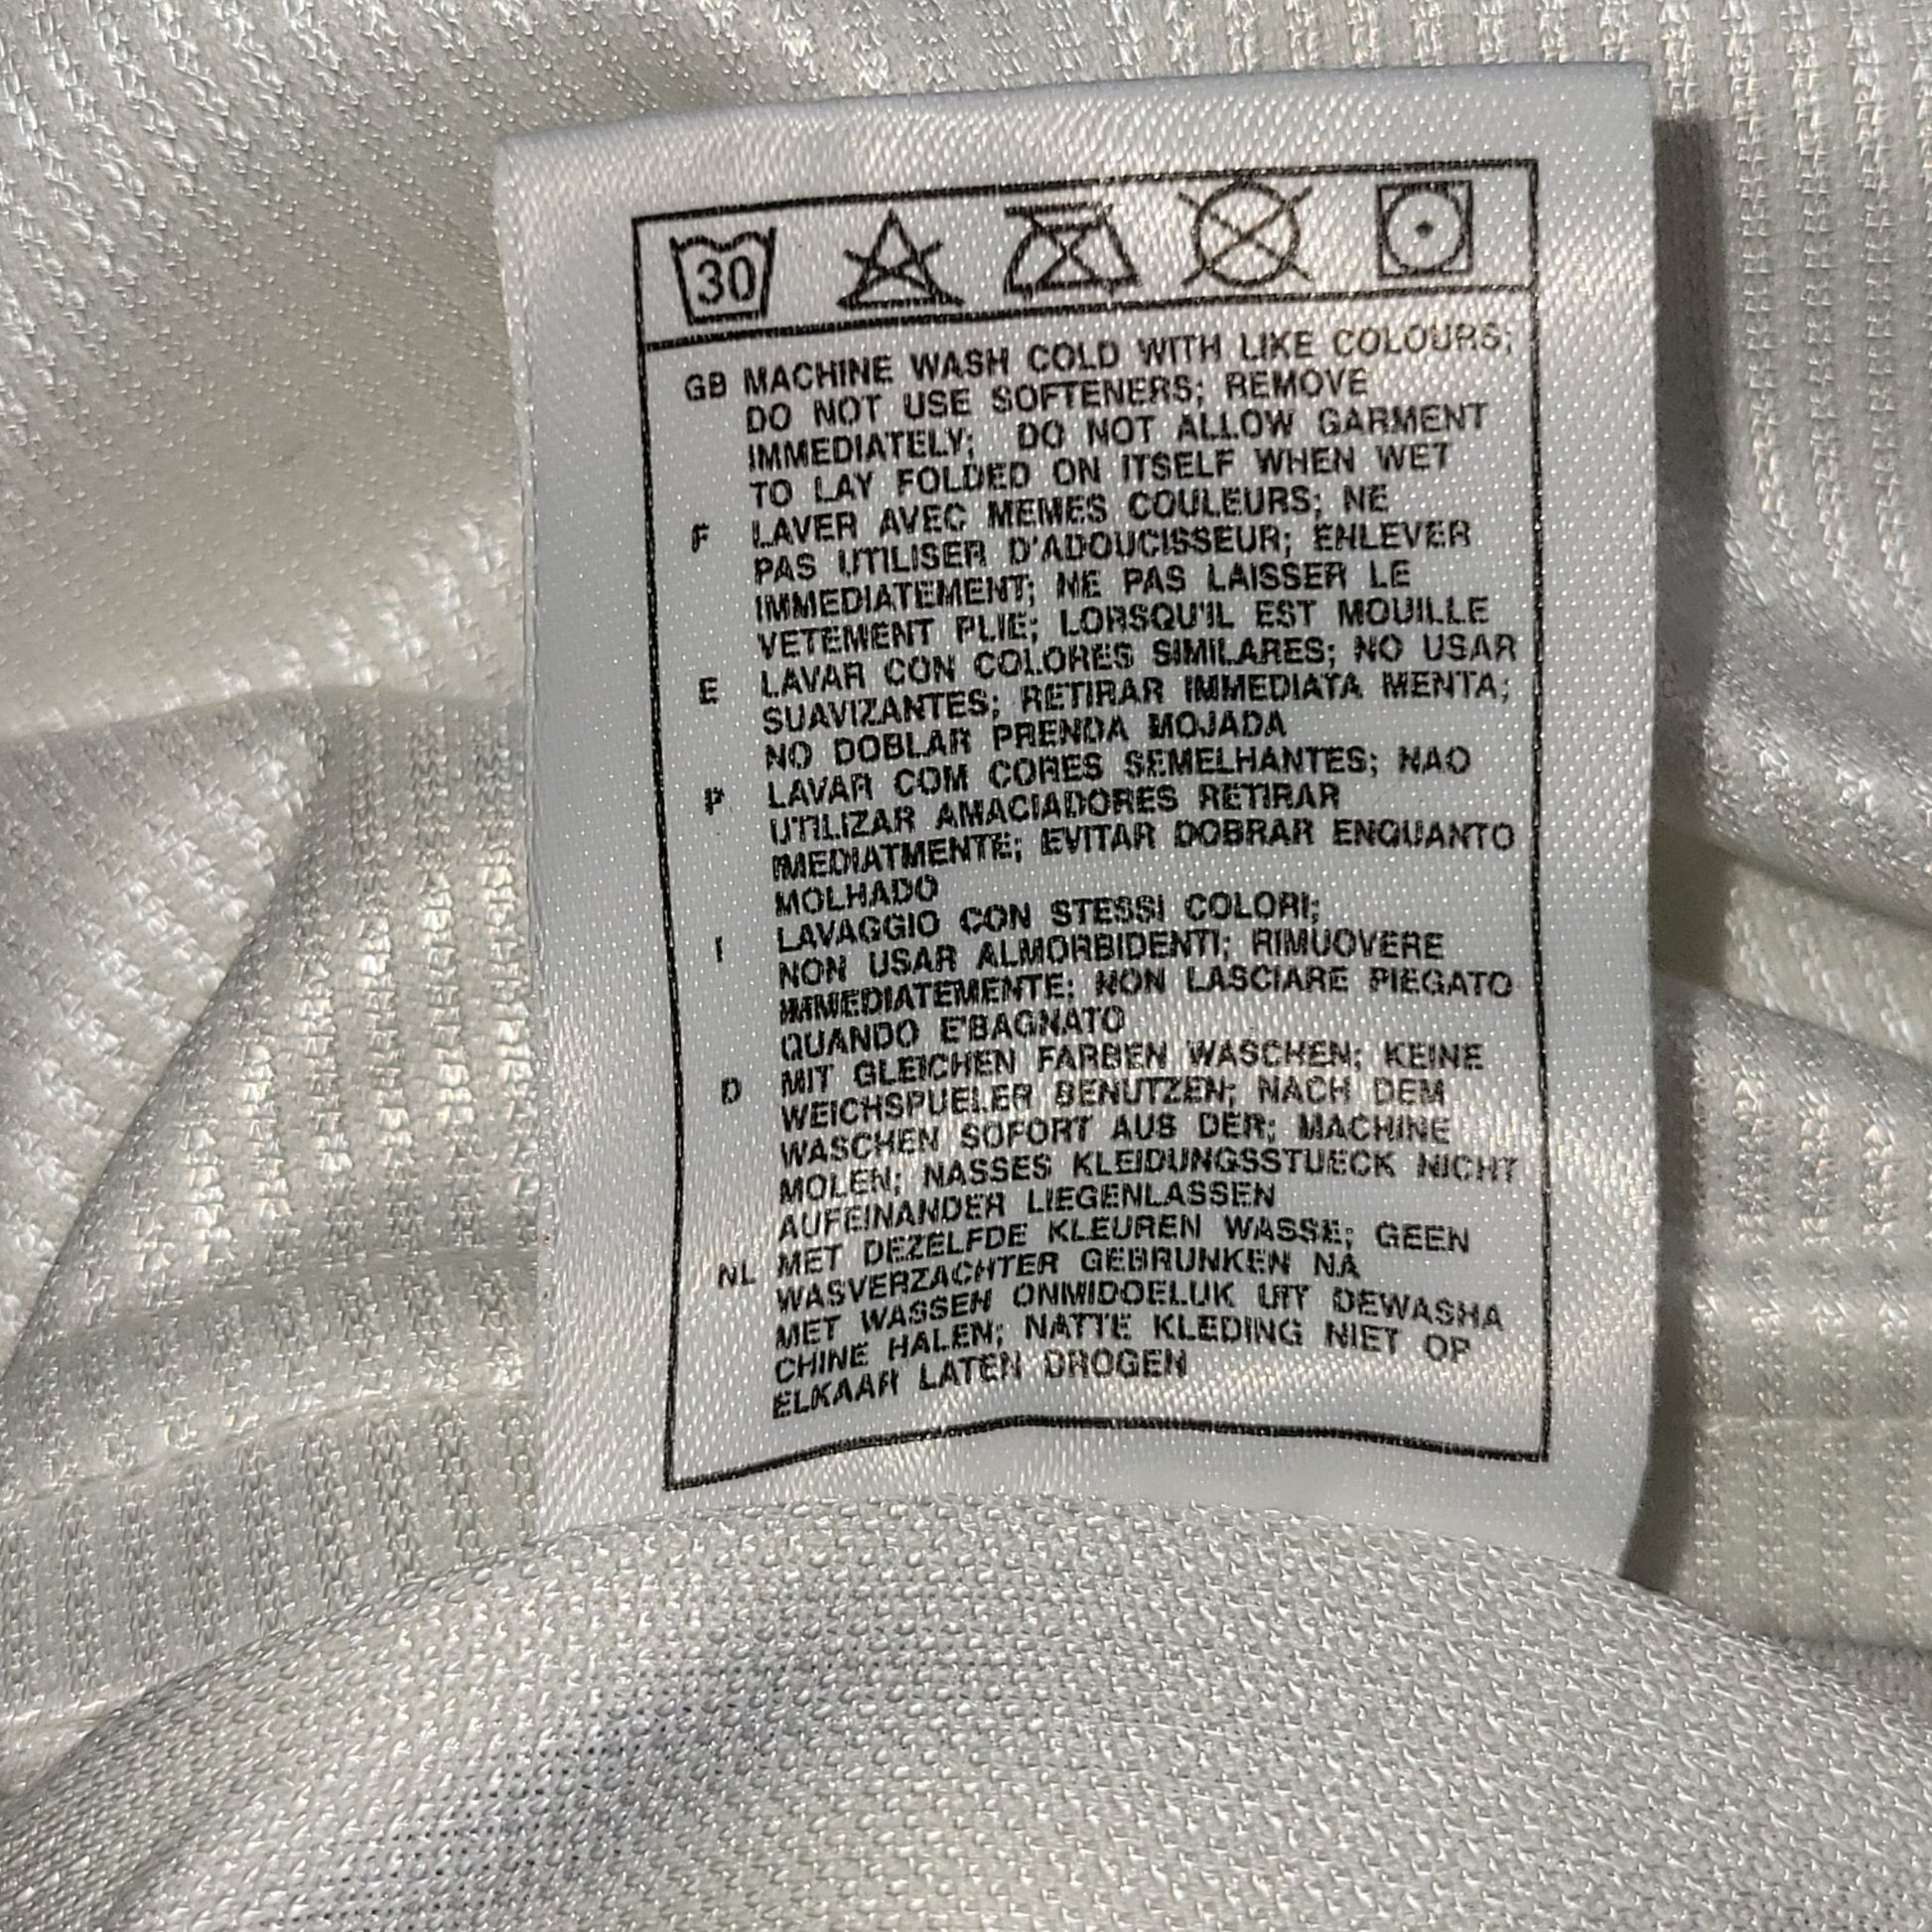 30
GB MACHINE WASH COLD WITH LIKE COLOURS;
DO NOT USE SOFTENERS; REMOVE
IMMEDIATELY; DO NOT ALLOW GARMENT
TO LAY FOLDED ON ITSELF WHEN WET
F LAVER AVEC MEMES COULEURS; NE
PAS UTILISER D'ADOUCISSEUR; ENLEVER
IMMEDIATEMENT; NE PAS LAISSER LE
VETEMENT PLIE; LORSQU'IL EST MOUILLE
E LAVAR CON COLORES SIMILARES; NO USAR
SUAVIZANTES; RETIRAR IMMEDIATA MENTA;
NO DOBLAR PRENDA MOJADA
P LAVAR COM CORES SEMELHANTES; NAO
UTILIZAR AMACIADORES RETIRAR
IMEDIATMENTE; EVITAR DOBRAR ENQUANTO
MOLHADO
I LAVAGGIO CON STESSI COLORI;
NON USAR ALMORBIDENTI; RIMUOVERE
IMMEDIATEMENTE; NON LASCIARE PIEGATO
QUANDO E'BAGNATO
D MIT GLEICHEN FARBEN WASCHEN; KEINE
WEICHSPUELER BENUTZEN; NACH DEM
WASCHEN SOFORT AUS DER; MACHINE
MOLEN; NASSES KLEIDUNGSSTUECK NICHT
AUFEINANDER LIEGENLASSEN
NL MET DEZELFDE KLEUREN WASSE; GEEN
WASVERZACHTER GEBRUNKEN NA
MET WASSEN ONMIDOELUK UIT DEWASHA
CHINE HALEN; NATTE KLEDING NIET OP
ELKAAR LATEN DROGEN